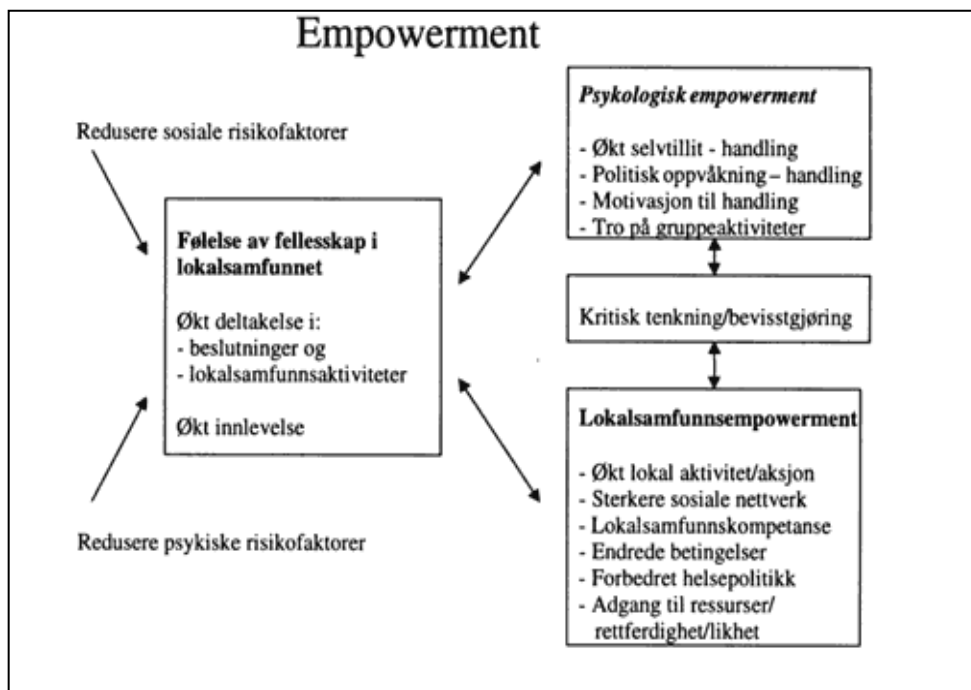 Empowerment
Redusere sosiale risikofaktorer
Følelse av fellesskap i
lokalsamfunnet
Økt deltakelse i:
- beslutninger og
- lokalsamfunnsaktiviteter
Økt innlevelse
Redusere psykiske risikofaktorer
Psykologisk empowerment
- Økt selvtillit - handling
- Politisk oppvåkning – handling
- Motivasjon til handling
- Tro på gruppeaktiviteter
Kritisk tenkning/bevisstgjøring
Lokalsamfunnsempowerment
- Økt lokal aktivitet/aksjon
- Sterkere sosiale nettverk
- Lokalsamfunnskompetanse
- Endrede betingelser
- Forbedret helsepolitikk
- Adgang til ressurser/
rettferdighet/likhet